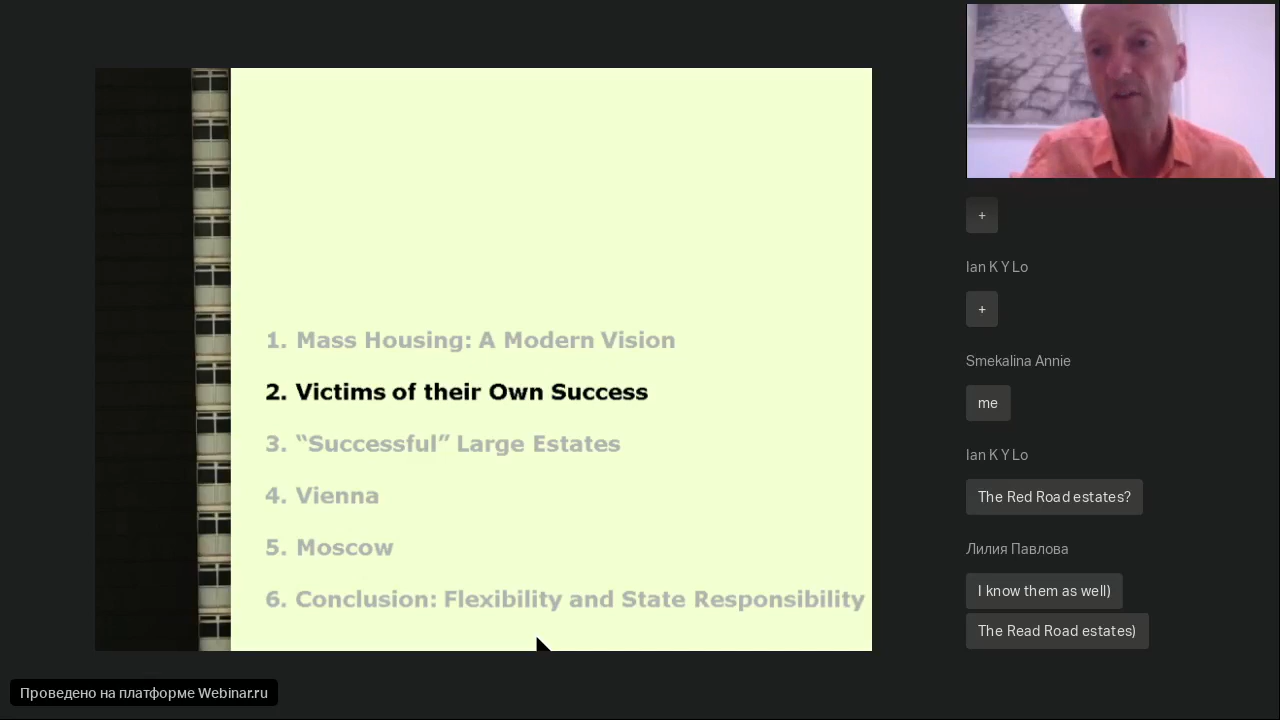 1. Mass Housing: A Modern Vision
2. Victims of their Own Success
3. “Successful” Large Estates
4. Vienna
5. Moscow
6. Conclusion: Flexibility and State Responsibility
+
Ian K Y Lo
+
Smekalina Annie
me
Ian K Y Lo
The Red Road estates?
Лилия Павлова
I know them as well)
The Read Road estates)
Проведено на платформе Webinar.ru